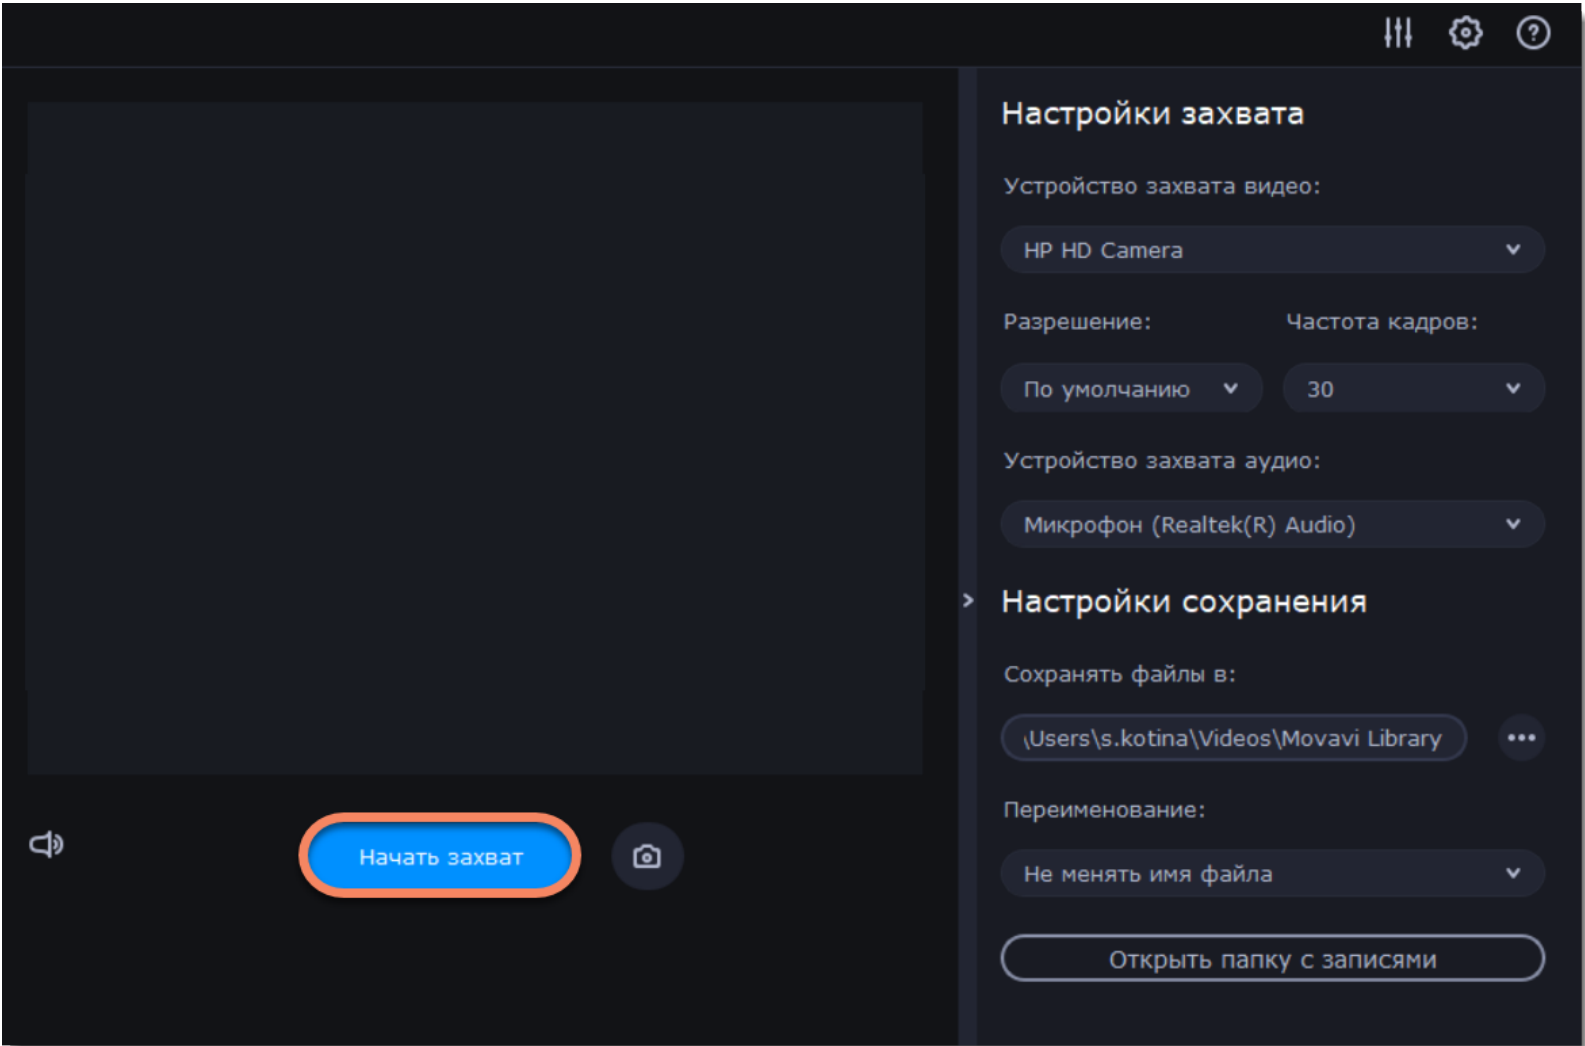 Настройки захвата
Устройство захвата видео:
HP HD Camera
Разрешение: Частота кадров:
По умолчанию 30
Устройство захвата аудио:
Микрофон (Realtek(R) Audio)
Настройки сохранения
Сохранять файлы в:
\Users\s.kotina\Videos\Movavi Library
Переименование:
Не менять имя файла
Открыть папку с записями
Начать захват